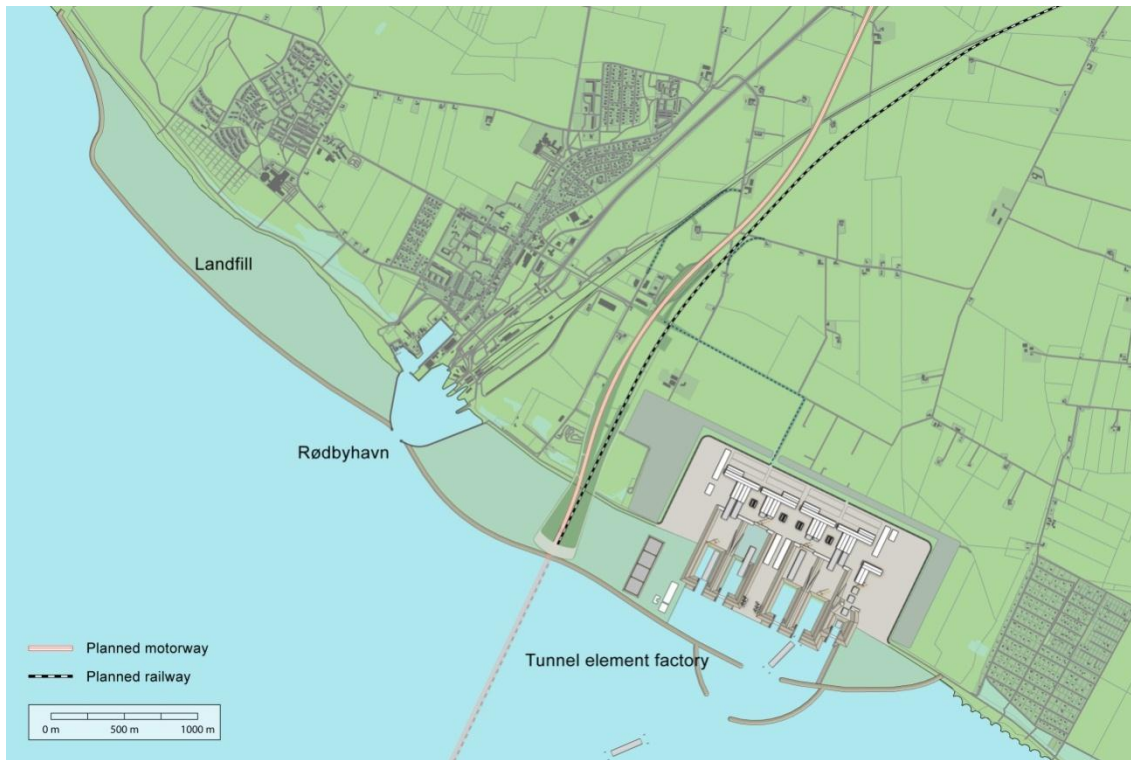 Landfill
Rødbyhavn
Tunnel element factory
Planned motorway
Planned railway
0 m 500 m 1000 m